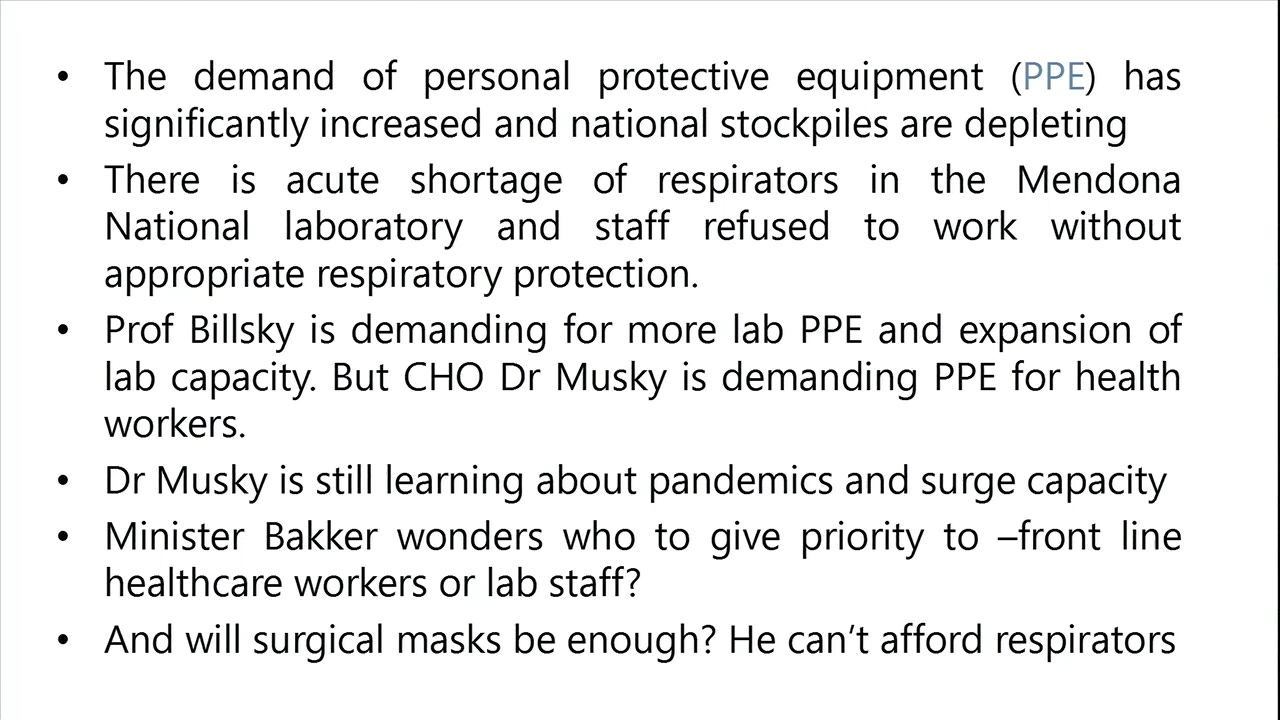 • The demand of personal protective equipment (PPE) has
significantly increased and national stockpiles are depleting
• There is acute shortage of respirators in the Mendona
National laboratory and staff refused to work without
appropriate respiratory protection.
• Prof Billsky is demanding for more lab PPE and expansion of
lab capacity. But CHO Dr Musky is demanding PPE for health
workers.
• Dr Musky is still learning about pandemics and surge capacity
• Minister Bakker wonders who to give priority to –front line
healthcare workers or lab staff?
• And will surgical masks be enough? He can’t afford respirators